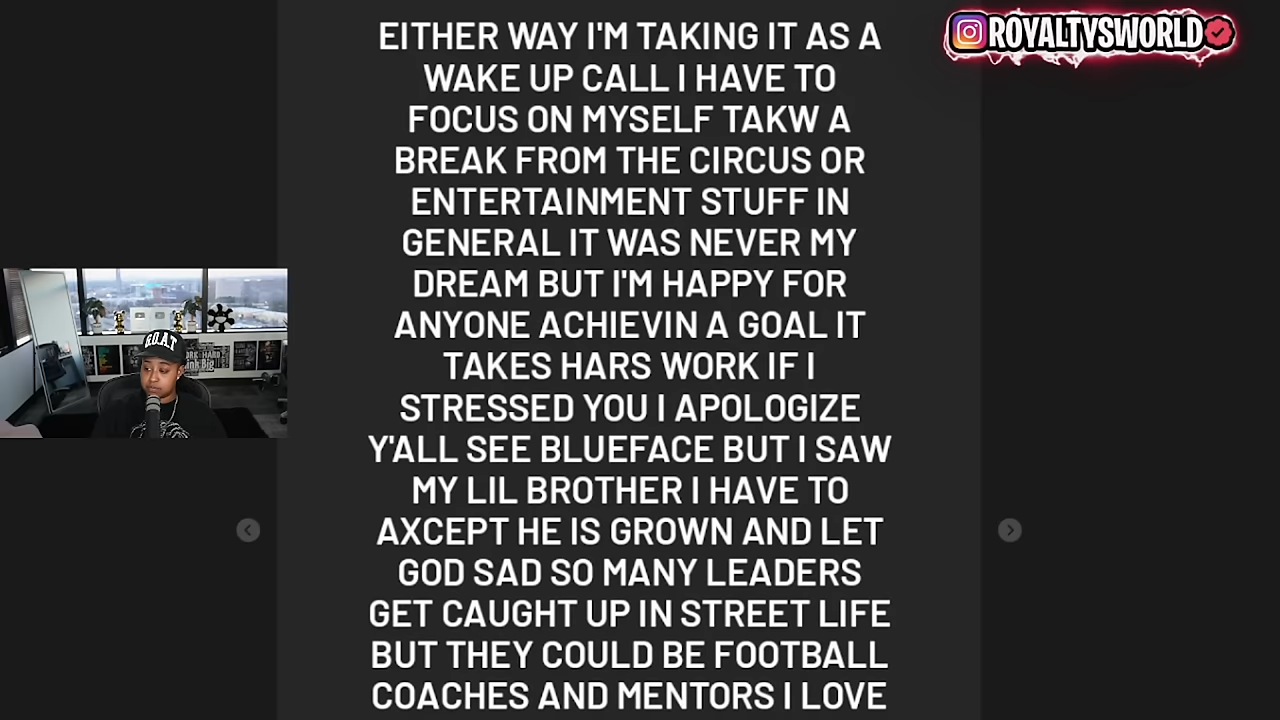 EITHER WAY I'M TAKING IT AS A
WAKE UP CALL I HAVE TO
FOCUS ON MYSELF TAKW A
BREAK FROM THE CIRCUS OR
ENTERTAINMENT STUFF IN
GENERAL IT WAS NEVER MY
DREAM BUT I'M HAPPY FOR
ANYONE ACHIEVIN A GOAL IT
TAKES HARS WORK IF I
STRESSED YOU I APOLOGIZE
Y'ALL SEE BLUEFACE BUT I SAW
MY LIL BROTHER I HAVE TO
AXCEPT HE IS GROWN AND LET
GOD SAD SO MANY LEADERS
GET CAUGHT UP IN STREET LIFE
BUT THEY COULD BE FOOTBALL
COACHES AND MENTORS I LOVE
ROYALTYSWORLD
G.O.A.T
WORK HARD
Think Big